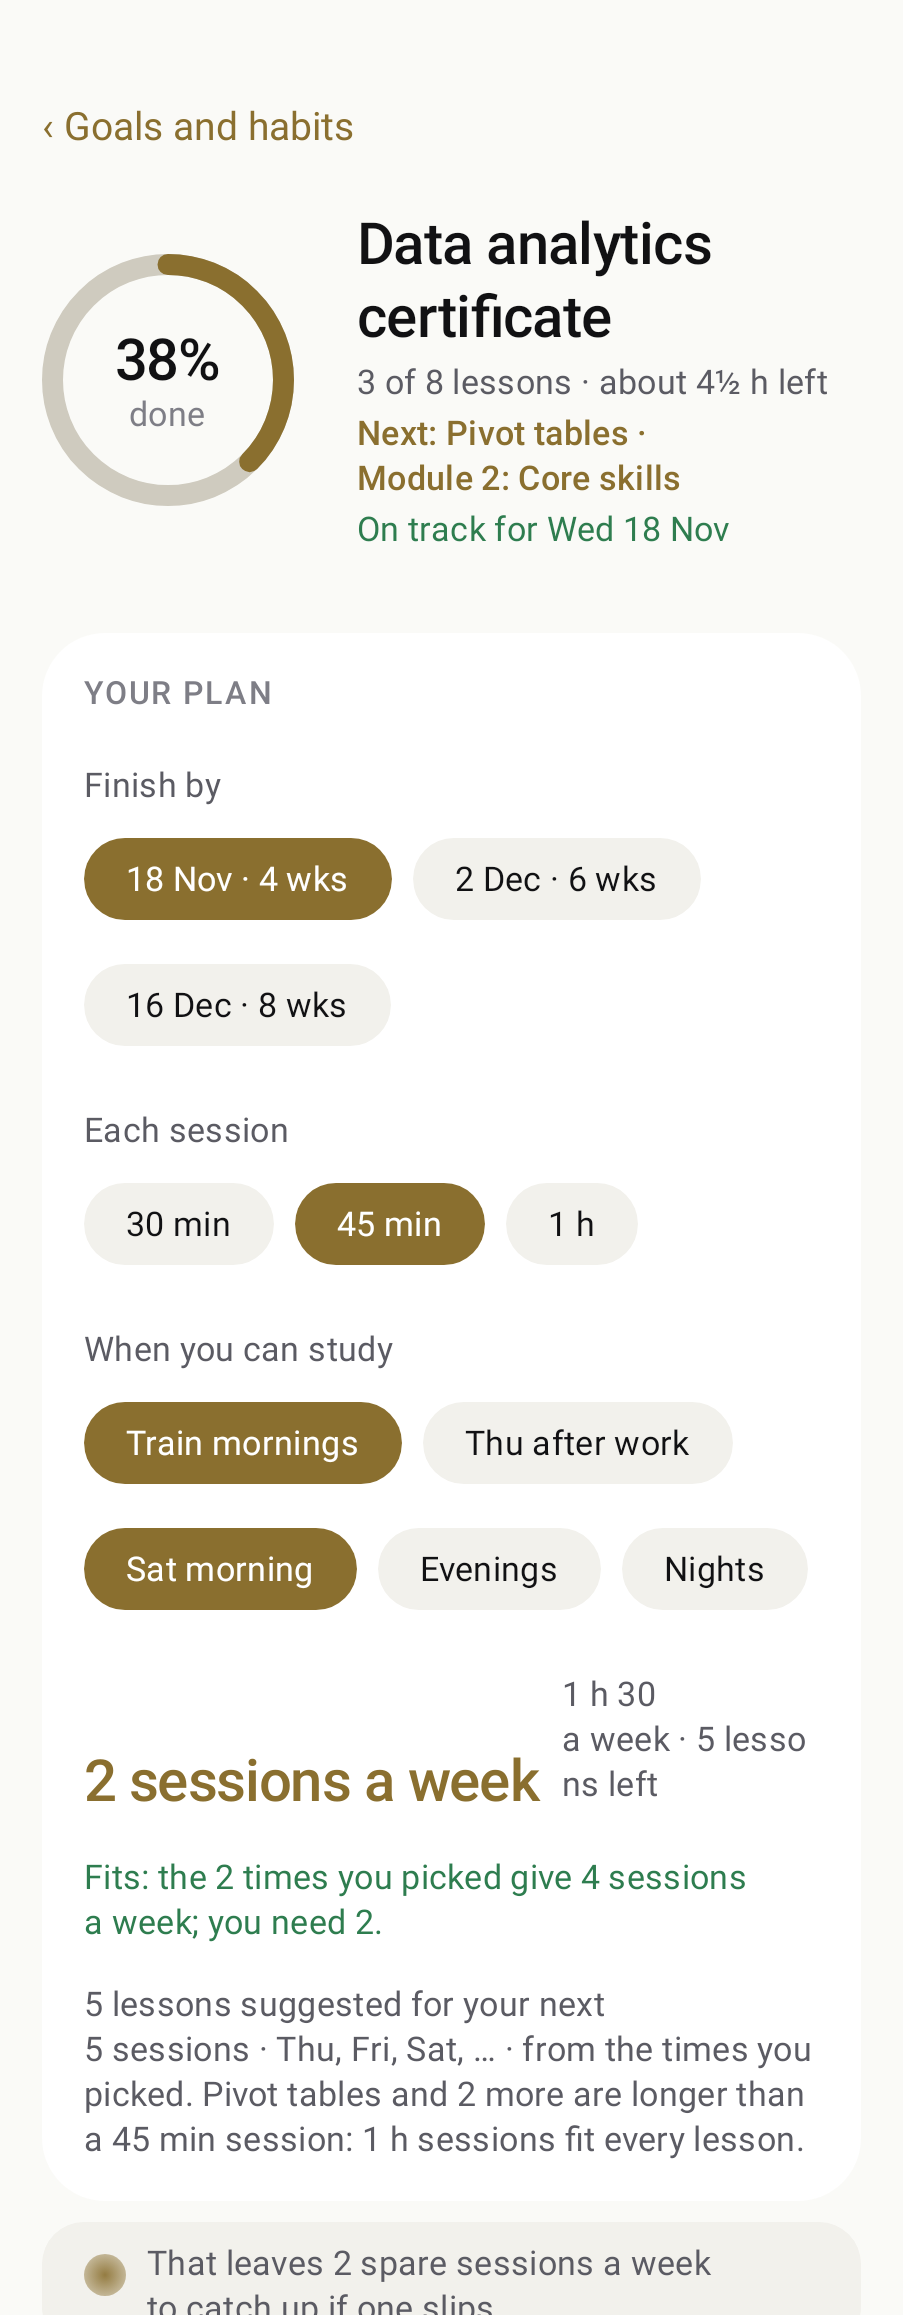 ‹ Goals and habits
38%
done
Data analytics
certificate
3 of 8 lessons · about 4½ h left
Next: Pivot tables ·
Module 2: Core skills
On track for Wed 18 Nov
YOUR PLAN
Finish by
18 Nov · 4 wks
2 Dec · 6 wks
16 Dec · 8 wks
Each session
30 min
45 min
1 h
When you can study
Train mornings
Thu after work
Sat morning
Evenings
Nights
2 sessions a week
1 h 30
a week · 5 lesso
ns left
Fits: the 2 times you picked give 4 sessions
a week; you need 2.
5 lessons suggested for your next
5 sessions · Thu, Fri, Sat, … · from the times you
picked. Pivot tables and 2 more are longer than
a 45 min session: 1 h sessions fit every lesson.
That leaves 2 spare sessions a week
to catch up if one slips.